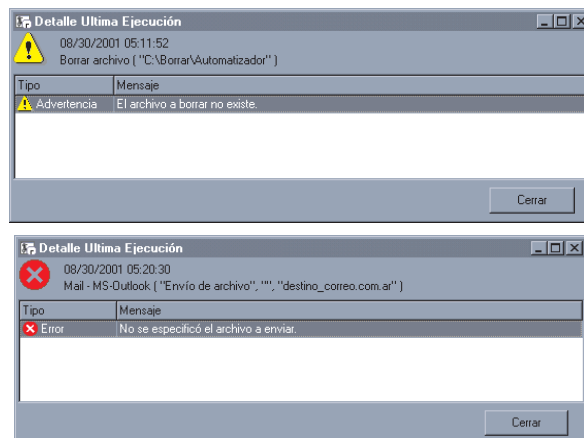 Detalle Ultima Ejecución
08/30/2001 05:11:52
Borrar archivo ( "C:\Borrar\Automatizador" )
Tipo Mensaje
Advertencia El archivo a borrar no existe.
Cerrar
Detalle Ultima Ejecución
08/30/2001 05:20:30
Mail - MS-Outlook ( "Envío de archivo", "", "destino_correo.com.ar" )
Tipo Mensaje
Error No se especificó el archivo a enviar.
Cerrar